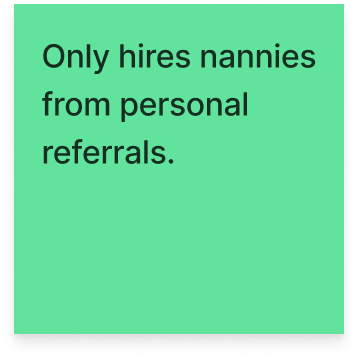 Only hires nannies
from personal
referrals.